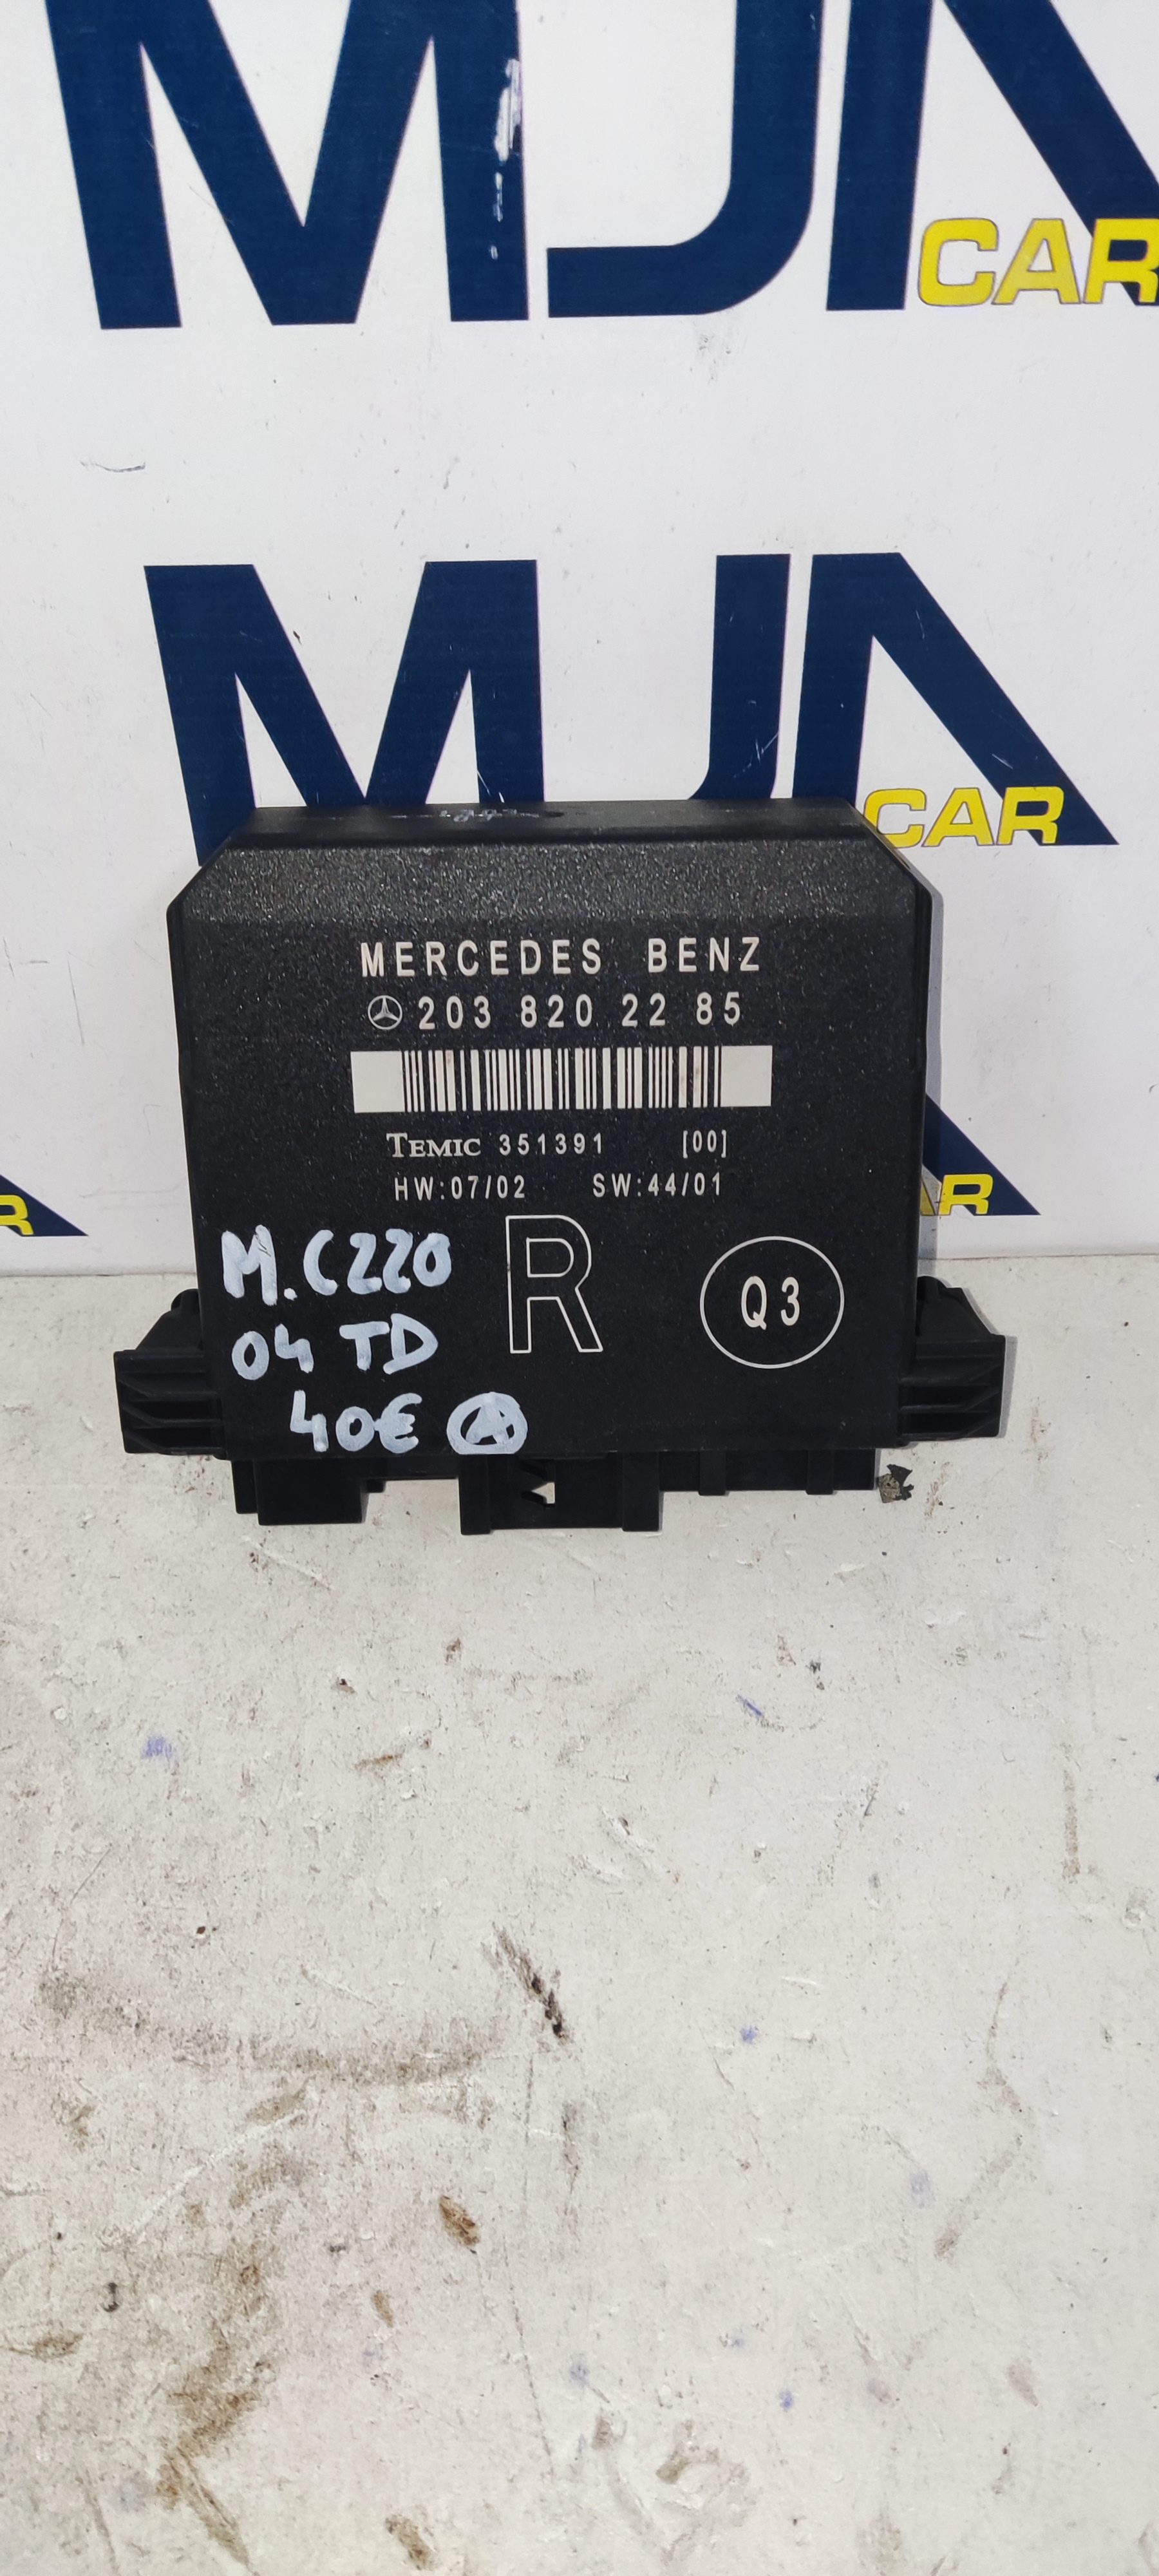 MJA
CAR
MJA
CAR
MERCEDES BENZ
203 820 22 85
TEMIC 351391 [00]
HW:07/02 SW:44/01
R
Q3
M.C220
04 TD
40€ A
AR
R